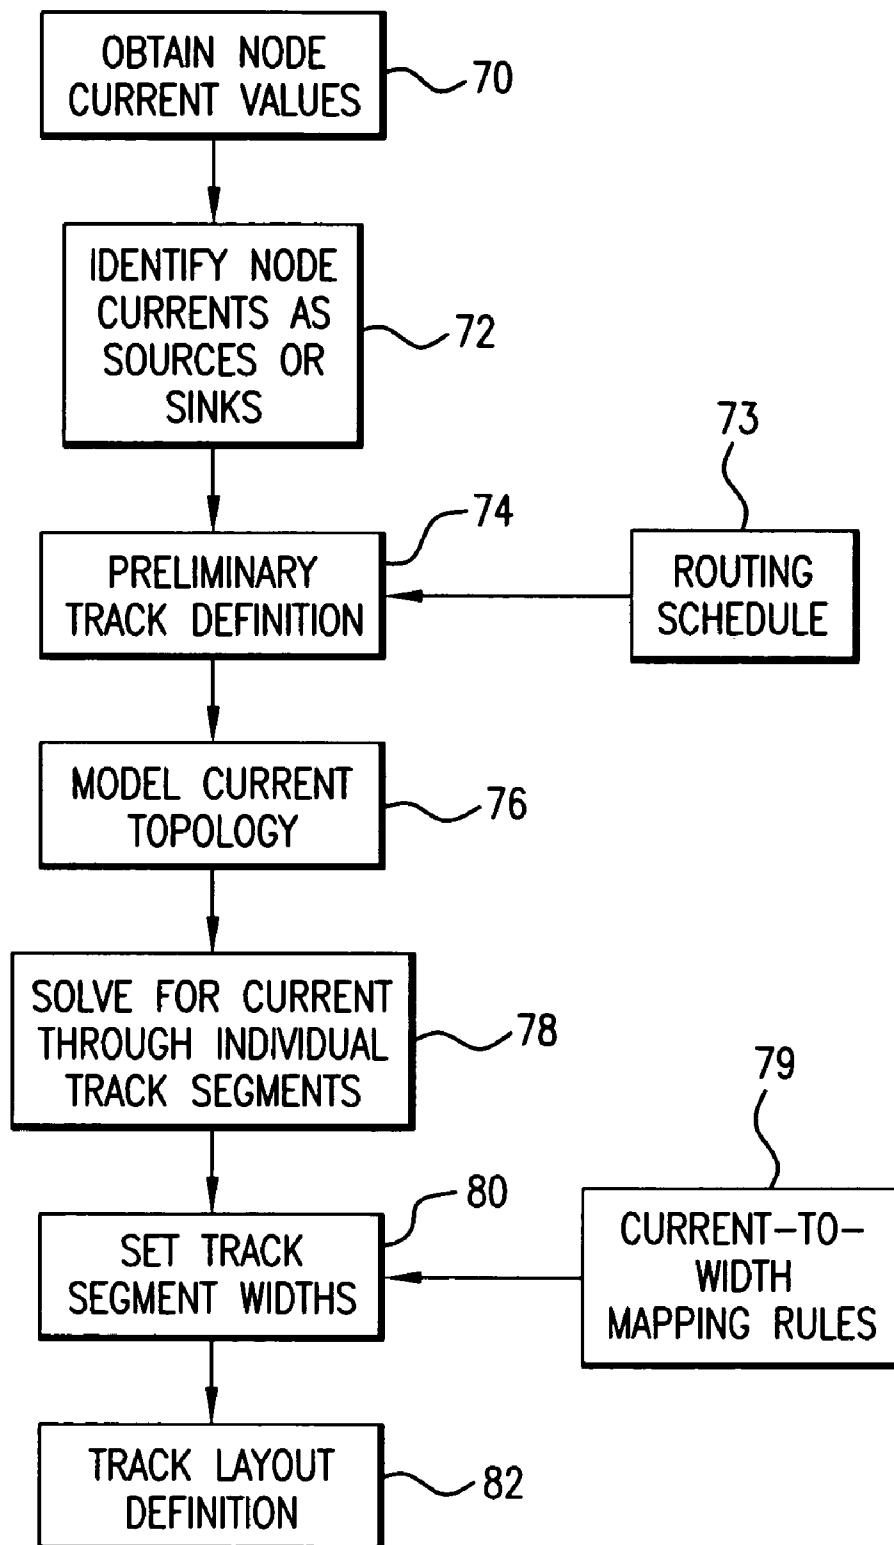 OBTAIN NODE
CURRENT VALUES
70
IDENTIFY NODE
CURRENTS AS
SOURCES OR
SINKS
72
73
74
PRELIMINARY
TRACK DEFINITION
ROUTING
SCHEDULE
MODEL CURRENT
TOPOLOGY
76
SOLVE FOR CURRENT
THROUGH INDIVIDUAL
TRACK SEGMENTS
78
79
80
SET TRACK
SEGMENT WIDTHS
CURRENT-TO-
WIDTH
MAPPING RULES
TRACK LAYOUT
DEFINITION
82